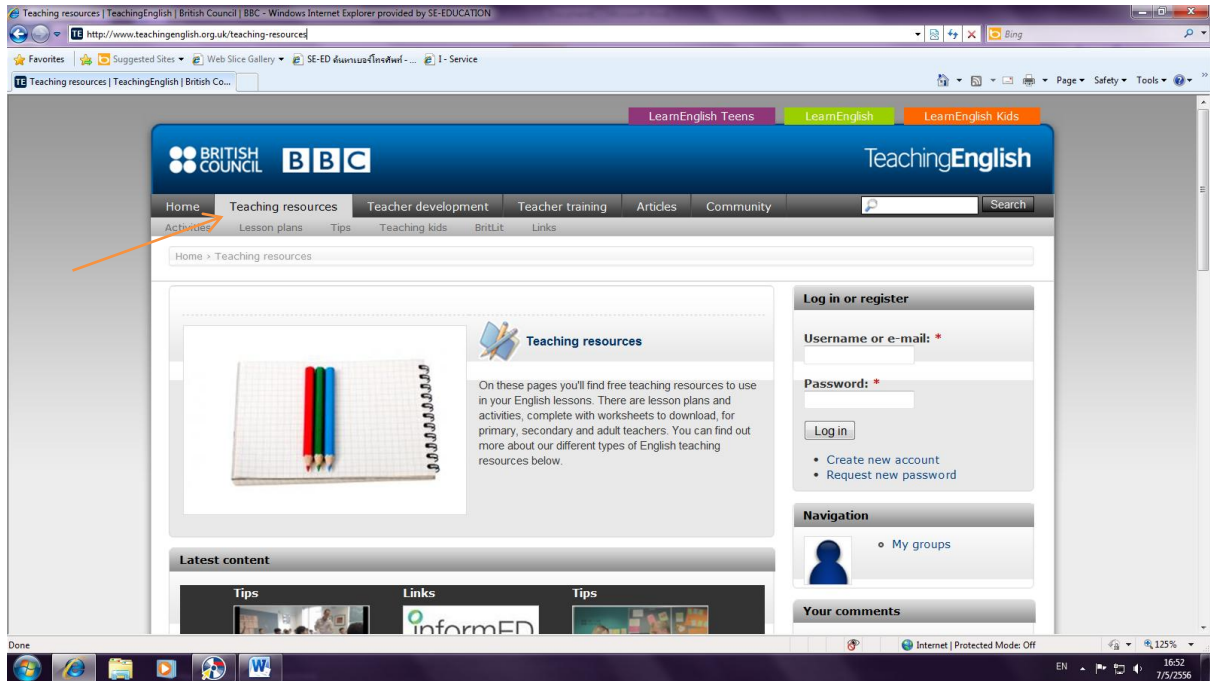 Teaching resources | TeachingEnglish | British Council | BBC - Windows Internet Explorer provided by SE-EDUCATION
TE http://www.teachingenglish.org.uk/teaching-resources
Bing
Favorites Suggested Sites Web Slice Gallery SE-ED ค้นหาเบอร์โทรศัพท์ - ... I - Service
TE Teaching resources | TeachingEnglish | British Co...
Page Safety Tools
LearnEnglish Teens LearnEnglish LearnEnglish Kids
BRITISH COUNCIL BBC TeachingEnglish
Home Teaching resources Teacher development Teacher training Articles Community Search
Activities Lesson plans Tips Teaching kids BritLit Links
Home › Teaching resources
Teaching resources
On these pages you'll find free teaching resources to use
in your English lessons. There are lesson plans and
activities, complete with worksheets to download, for
primary, secondary and adult teachers. You can find out
more about our different types of English teaching
resources below.
Latest content
Tips Links Tips
informED
Log in or register
Username or e-mail: *
Password: *
Log in
Create new account
Request new password
Navigation
My groups
Your comments
Done Internet | Protected Mode: Off 125%
W EN 16:52
7/5/2556